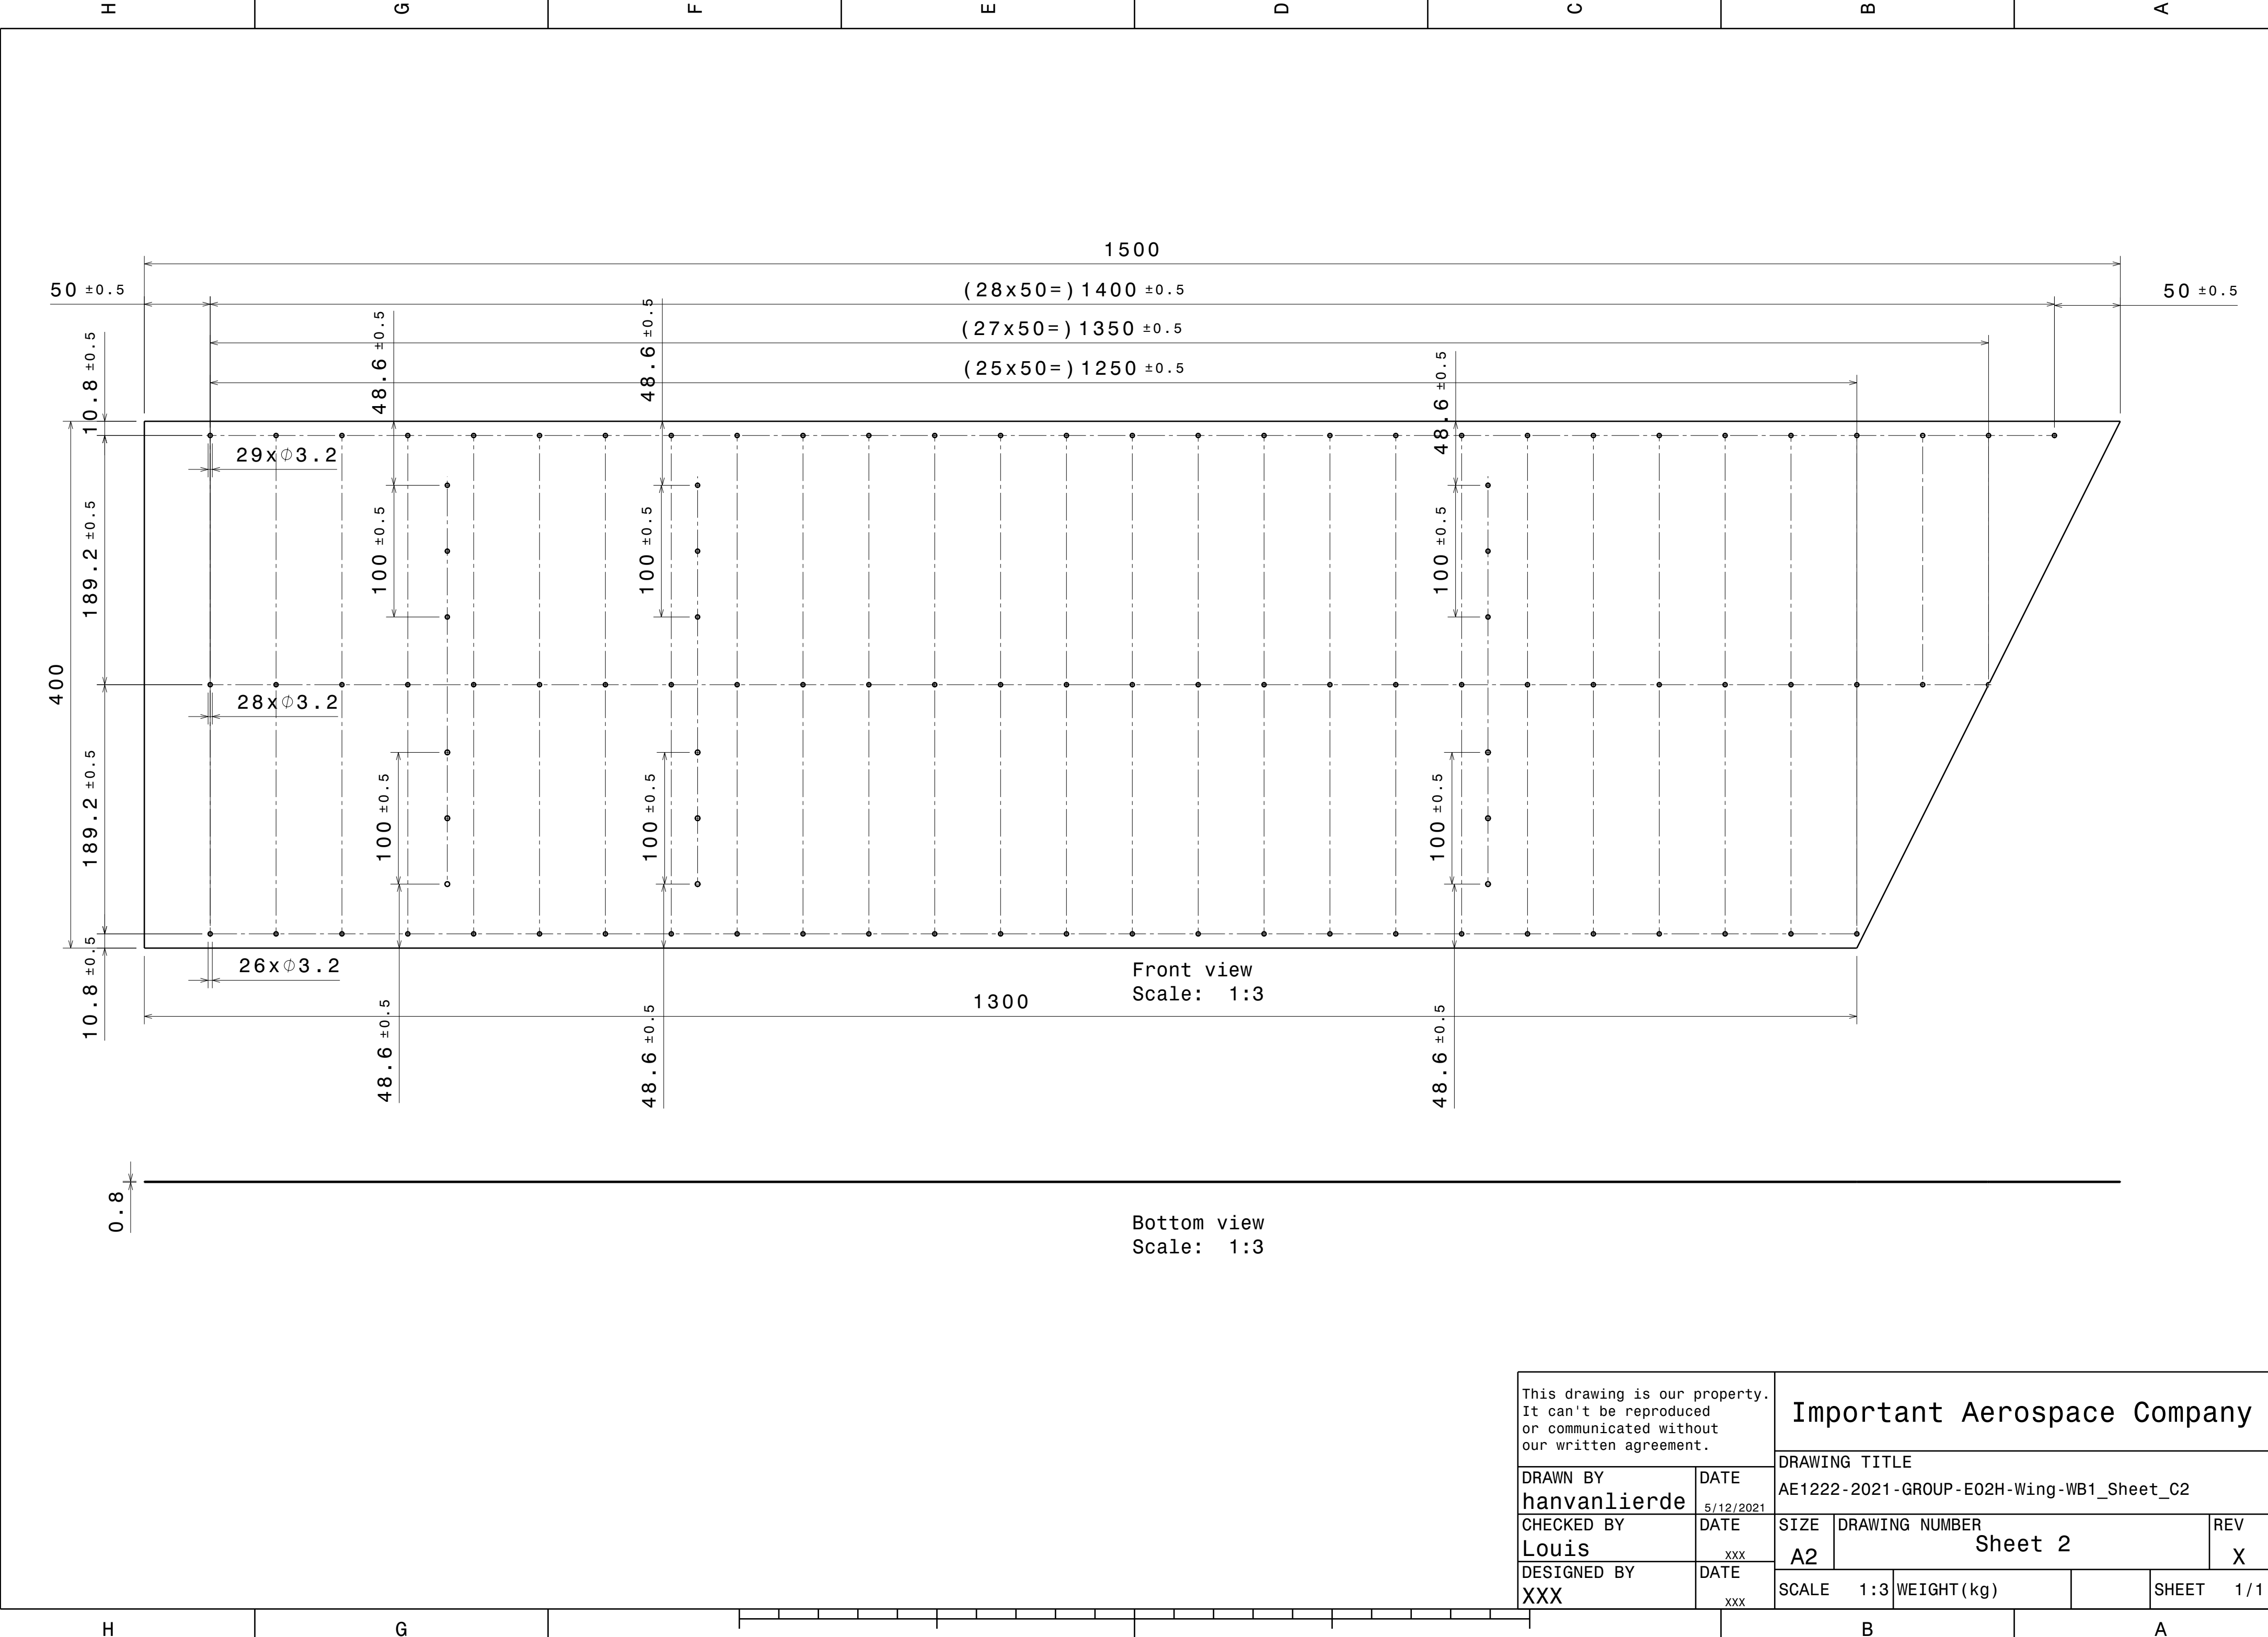 H G F E D C B A
1500
50 ±0.5
(28x50=)1400 ±0.5
50 ±0.5
(27x50=)1350 ±0.5
(25x50=)1250 ±0.5
10.8 ±0.5
48.6 ±0.5
48.6 ±0.5
48.6 ±0.5
29x∅3.2
189.2 ±0.5
100 ±0.5
100 ±0.5
100 ±0.5
400
28x∅3.2
189.2 ±0.5
100 ±0.5
100 ±0.5
100 ±0.5
10.8 ±0.5
26x∅3.2
Front view
Scale: 1:3
1300
48.6 ±0.5
48.6 ±0.5
48.6 ±0.5
0.8
Bottom view
Scale: 1:3
This drawing is our property.
It can't be reproduced
or communicated without
our written agreement.
Important Aerospace Company
DRAWING TITLE
AE1222-2021-GROUP-E02H-Wing-WB1_Sheet_C2
DRAWN BY
hanvanlierde
DATE
5/12/2021
CHECKED BY
Louis
DATE
XXX
DESIGNED BY
XXX
DATE
XXX
SIZE
A2
DRAWING NUMBER
Sheet 2
REV
X
SCALE 1:3
WEIGHT(kg)
SHEET 1/1
H G B A